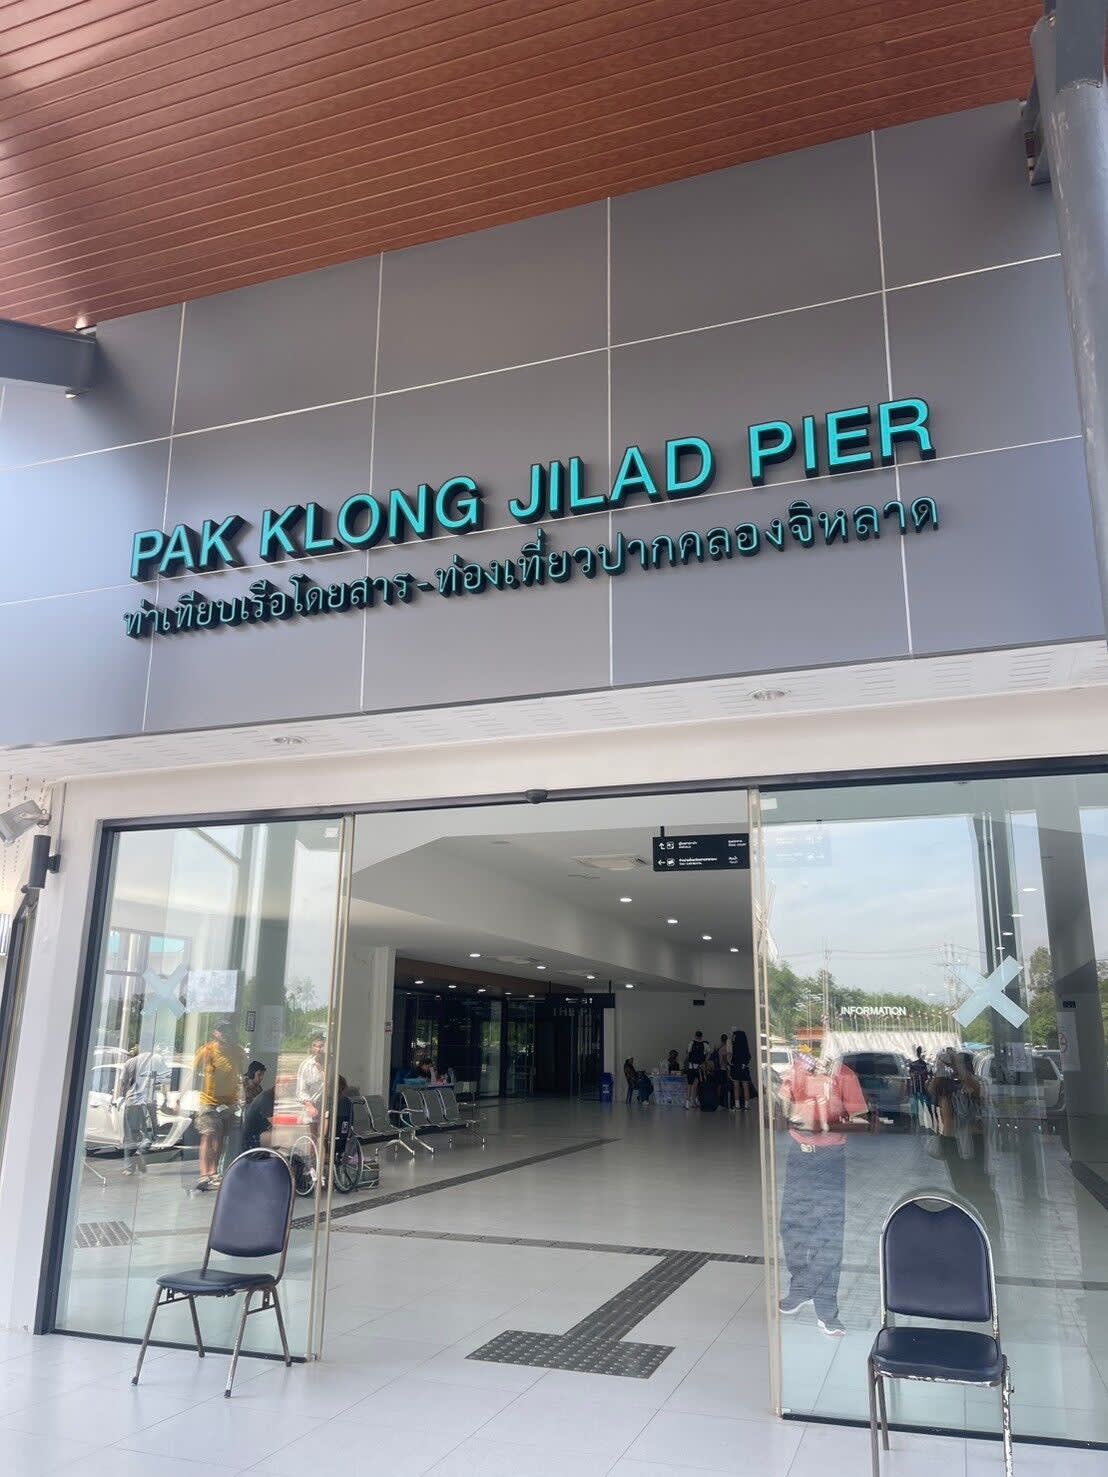 PAK KLONG JILAD PIER
ท่าเทียบเรือโดยสาร-ท่องเที่ยวปากคลองจิหลาด
INFORMATION